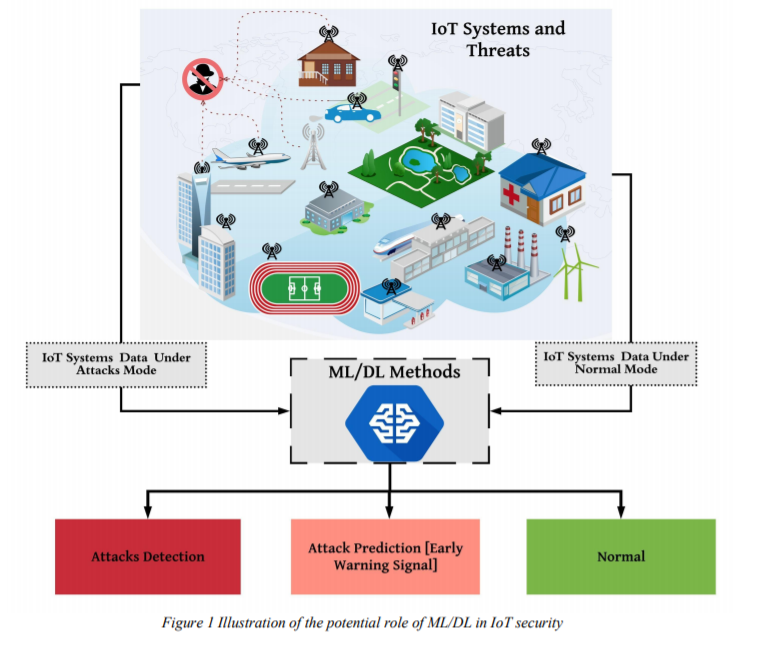 IoT Systems and
Threats
IoT Systems Data Under
Attacks Mode
IoT Systems Data Under
Normal Mode
ML/DL Methods
Attacks Detection
Attack Prediction [Early
Warning Signal]
Normal
Figure 1 Illustration of the potential role of ML/DL in IoT security